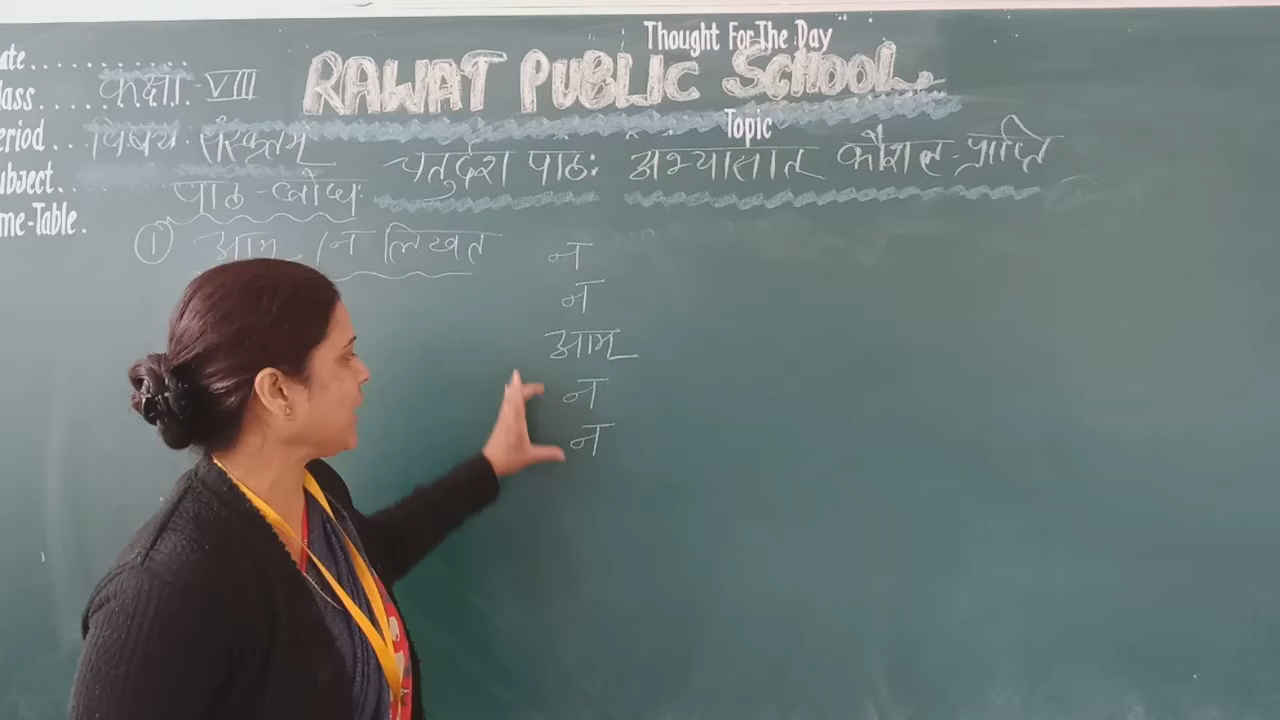 Thought For The Day
RAWAT PUBLIC SCHOOL
ate..........
lass...... कक्षा - VIII
eriod... विषय - संस्कृतम्
Topic
चतुर्दश पाठः अभ्यासात् कौशल-प्राप्ति
ubject....
पाठ-बोधः
me-Table.
① आम् / न लिखत
न
न
आम्
न
न